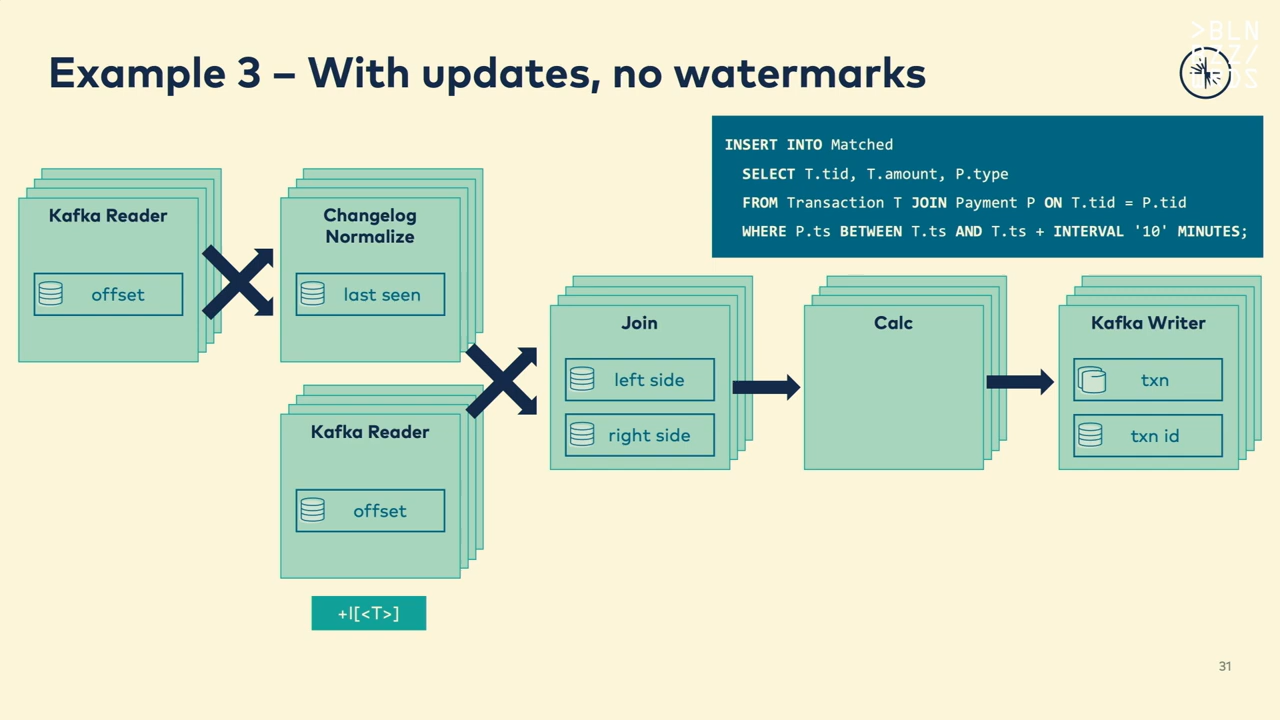 Example 3 – With updates, no watermarks
>BLN
INSERT INTO Matched
SELECT T.tid, T.amount, P.type
FROM Transaction T JOIN Payment P ON T.tid = P.tid
WHERE P.ts BETWEEN T.ts AND T.ts + INTERVAL '10' MINUTES;
Kafka Reader
offset
Changelog
Normalize
last seen
Kafka Reader
offset
+I[<T>]
Join
left side
right side
Calc
Kafka Writer
txn
txn id
31